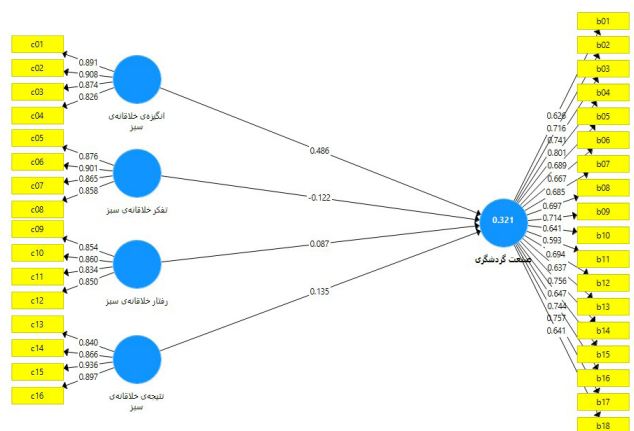 c01
c02
c03
c04
0.891
0.908
0.874
0.826
انگیزه‌ی خلاقانه‌ی
سبز
c05
c06
c07
c08
0.876
0.901
0.865
0.858
تفکر خلاقانه‌ی سبز
c09
c10
c11
c12
0.854
0.860
0.834
0.850
رفتار خلاقانه‌ی سبز
c13
c14
c15
c16
0.840
0.866
0.936
0.897
نتیجه‌ی خلاقانه‌ی
سبز
0.486
-0.122
0.087
0.135
0.321
صنعت گردشگری
0.626
0.716
0.741
0.801
0.689
0.667
0.685
0.697
0.714
0.641
0.593
0.694
0.637
0.756
0.647
0.744
0.757
0.641
b01
b02
b03
b04
b05
b06
b07
b08
b09
b10
b11
b12
b13
b14
b15
b16
b17
b18